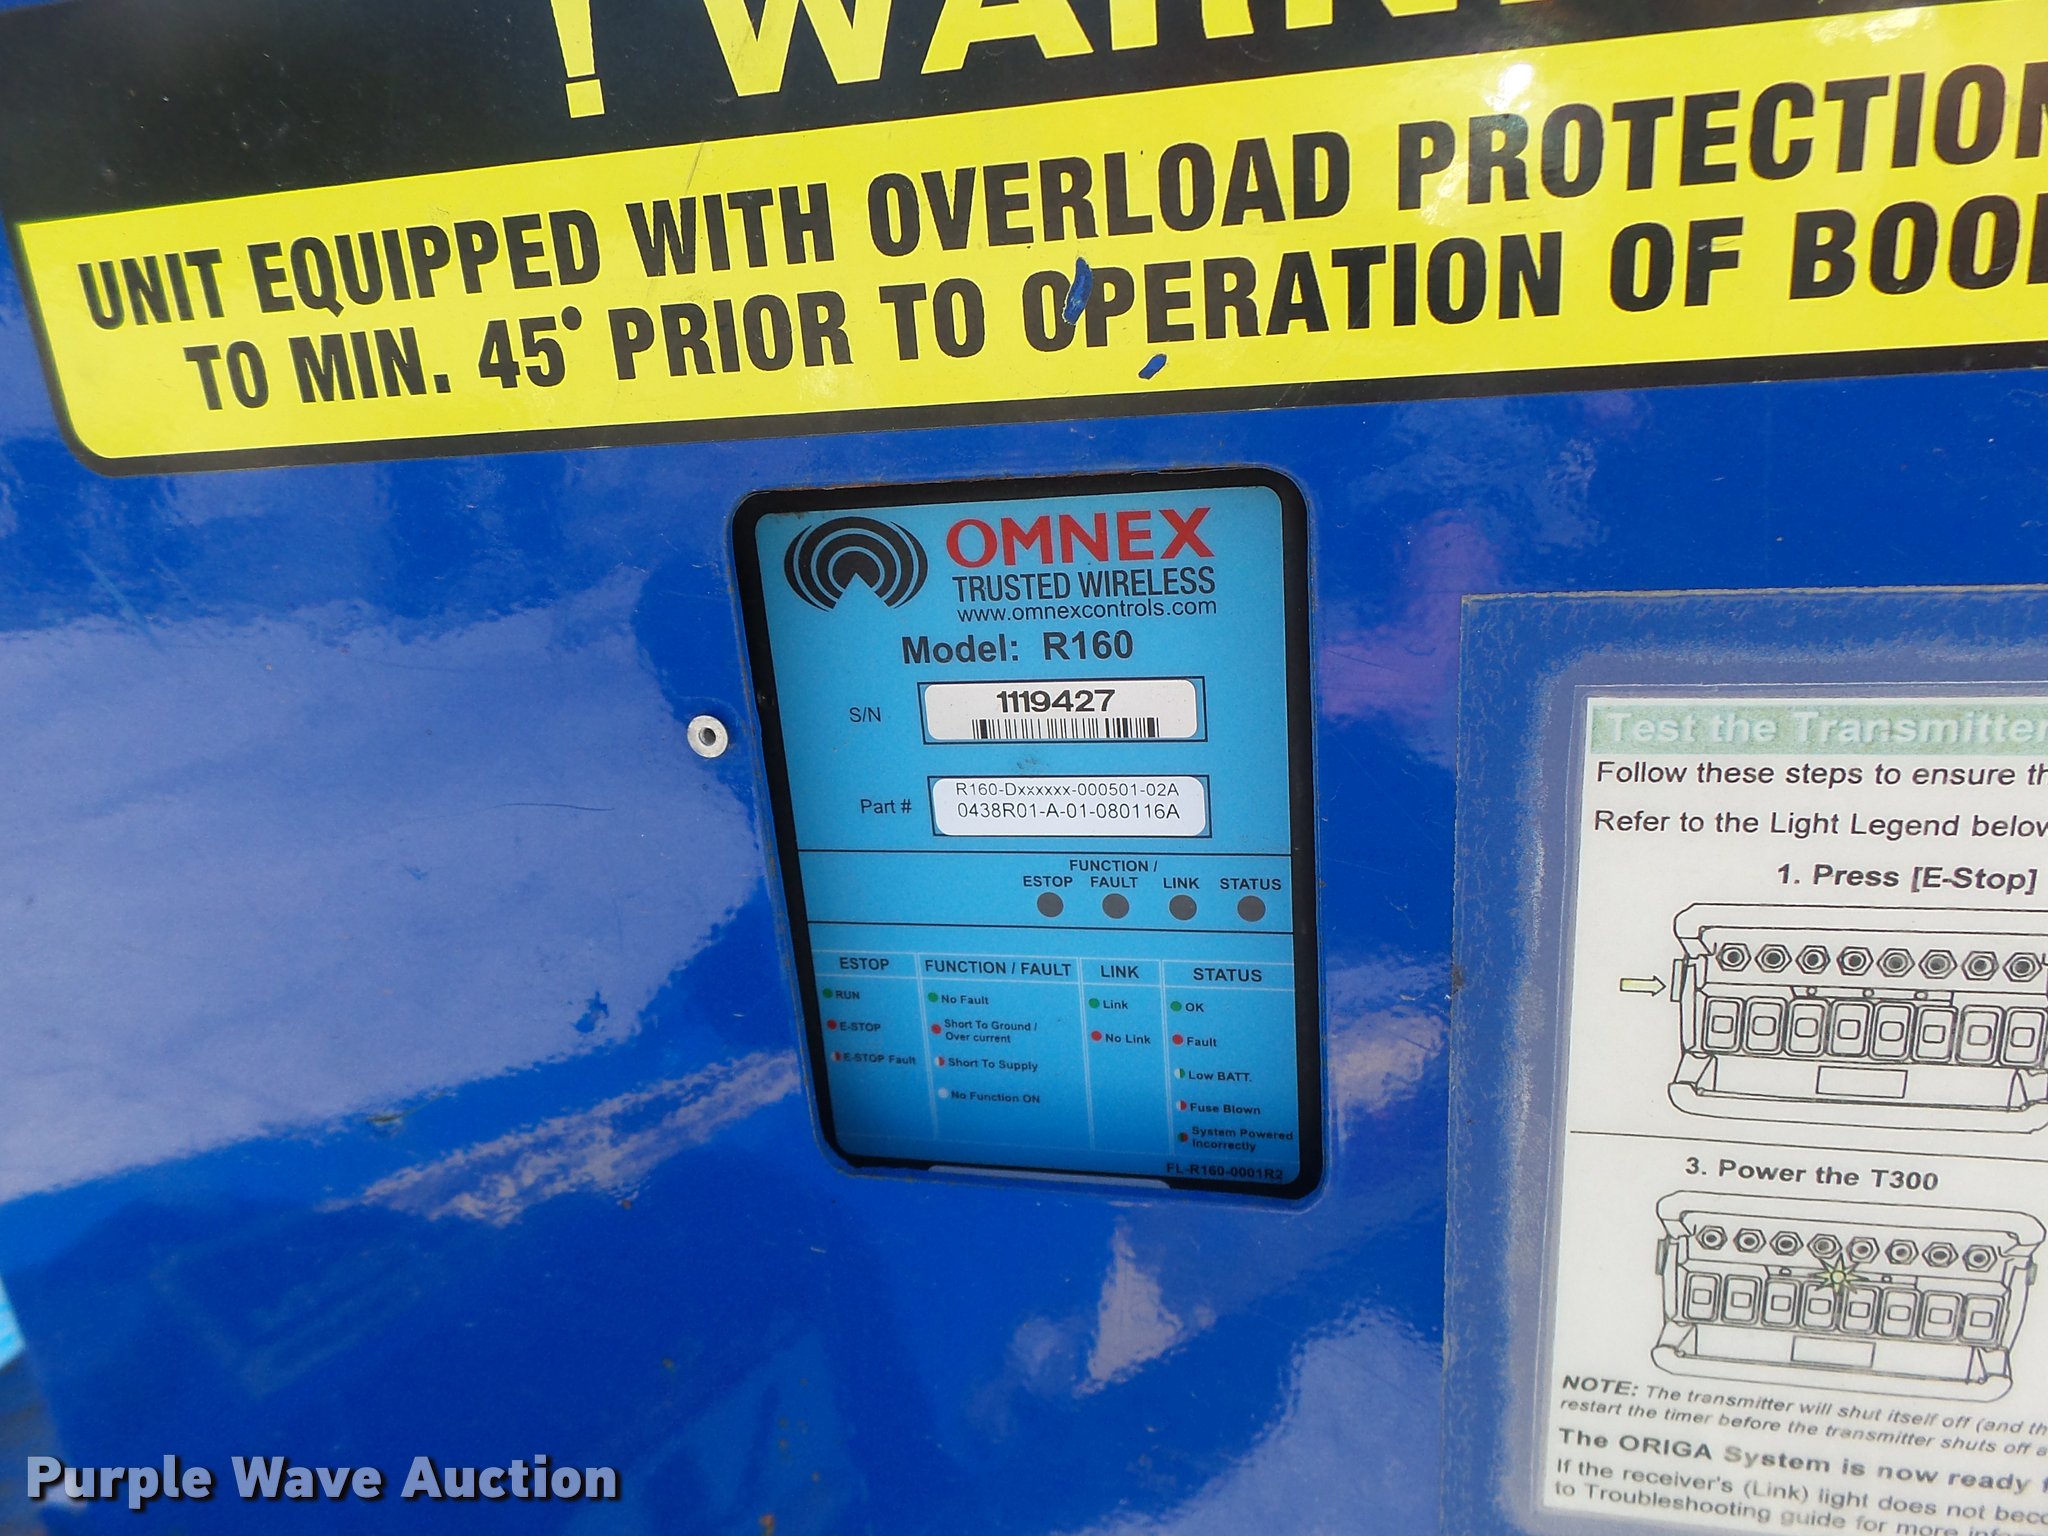 ! WARN
UNIT EQUIPPED WITH OVERLOAD PROTECTION
TO MIN. 45° PRIOR TO OPERATION OF BOO
OMNEX
TRUSTED WIRELESS
www.omnexcontrols.com
Model: R160
S/N 1119427
Part # R160-Dxxxxxx-000501-02A
0438R01-A-01-080116A
FUNCTION /
ESTOP FAULT LINK STATUS
ESTOP FUNCTION / FAULT LINK STATUS
RUN No Fault Link OK
E-STOP Short To Ground / Over current No Link Fault
E-STOP Fault Short To Supply Low BATT.
No Function ON Fuse Blown
System Powered
Incorrectly
FL-R160-0001R2
Test the Transmitter
Follow these steps to ensure th
Refer to the Light Legend below
1. Press [E-Stop]
3. Power the T300
NOTE: The transmitter will shut itself off (and th
restart the timer before the transmitter shuts off a
The ORIGA System is now ready f
If the receiver's (Link) light does not beco
to Troubleshooting guide for more
Purple Wave Auction